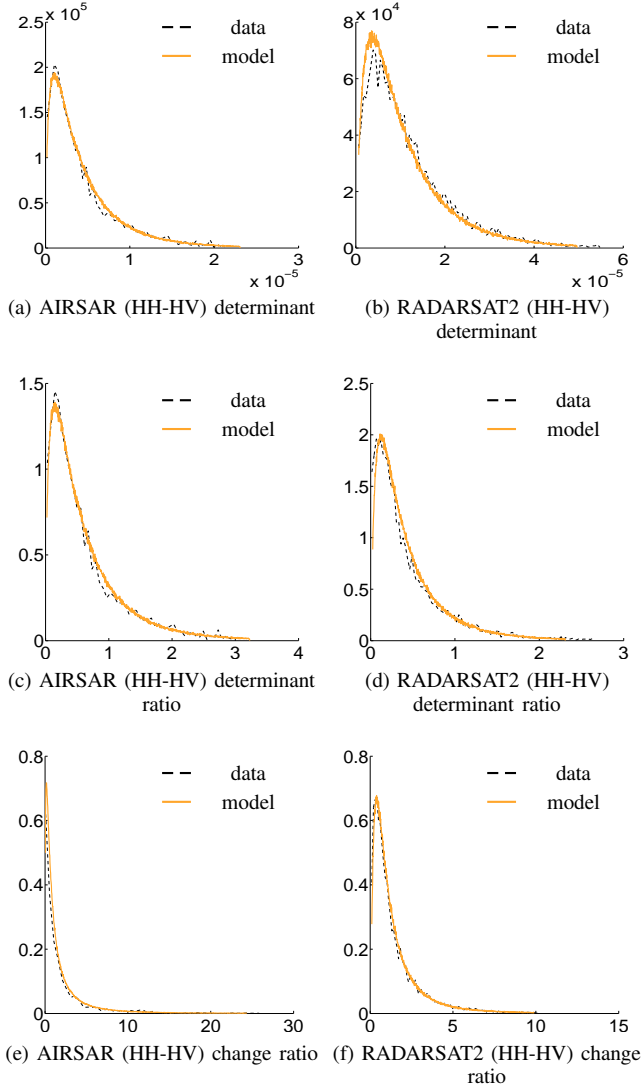 2.5 x 10^5
data
model
2
1.5
1
0.5
0
0 1 2 3
x 10^-5
(a) AIRSAR (HH-HV) determinant
8 x 10^4
data
model
6
4
2
0
0 2 4 6
x 10^-5
(b) RADARSAT2 (HH-HV)
determinant
1.5
data
model
1
0.5
0
0 1 2 3 4
(c) AIRSAR (HH-HV) determinant
ratio
2.5
data
model
2
1.5
1
0.5
0
0 1 2 3
(d) RADARSAT2 (HH-HV)
determinant ratio
0.8
data
model
0.6
0.4
0.2
0
0 10 20 30
(e) AIRSAR (HH-HV) change ratio
0.8
data
model
0.6
0.4
0.2
0
0 5 10 15
(f) RADARSAT2 (HH-HV) change
ratio